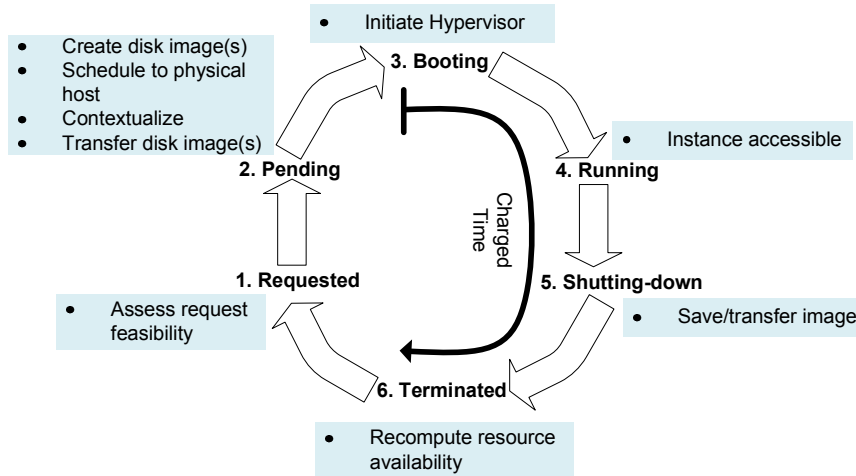 • Initiate Hypervisor
3. Booting
• Create disk image(s)
• Schedule to physical
host
• Contextualize
• Transfer disk image(s)
2. Pending
• Instance accessible
4. Running
Charged
Time
1. Requested
• Assess request
feasibility
5. Shutting-down
• Save/transfer image
6. Terminated
• Recompute resource
availability